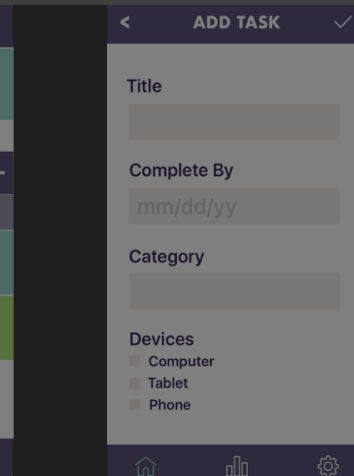 < ADD TASK
Title
Complete By
mm/dd/yy
Category
Devices
Computer
Tablet
Phone